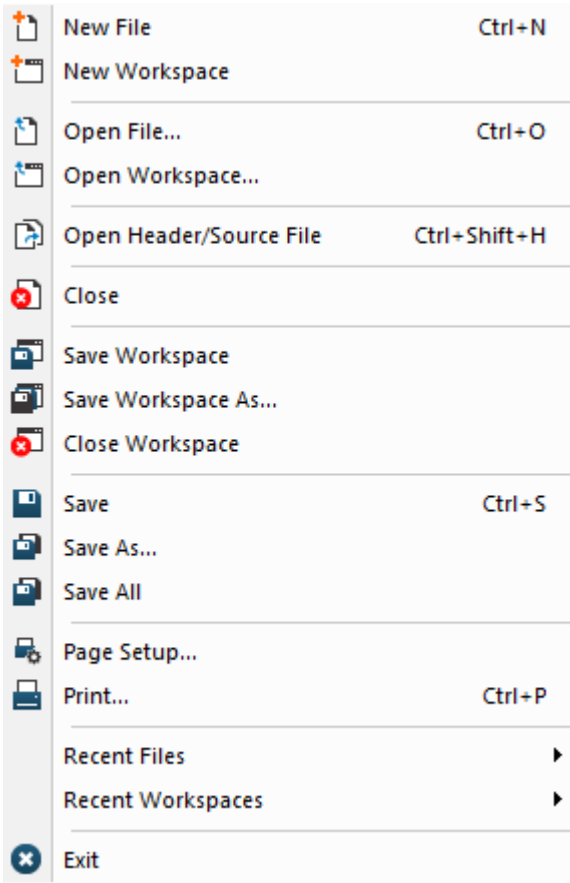 New File Ctrl+N
New Workspace
Open File... Ctrl+O
Open Workspace...
Open Header/Source File Ctrl+Shift+H
Close
Save Workspace
Save Workspace As...
Close Workspace
Save Ctrl+S
Save As...
Save All
Page Setup...
Print... Ctrl+P
Recent Files
Recent Workspaces
Exit